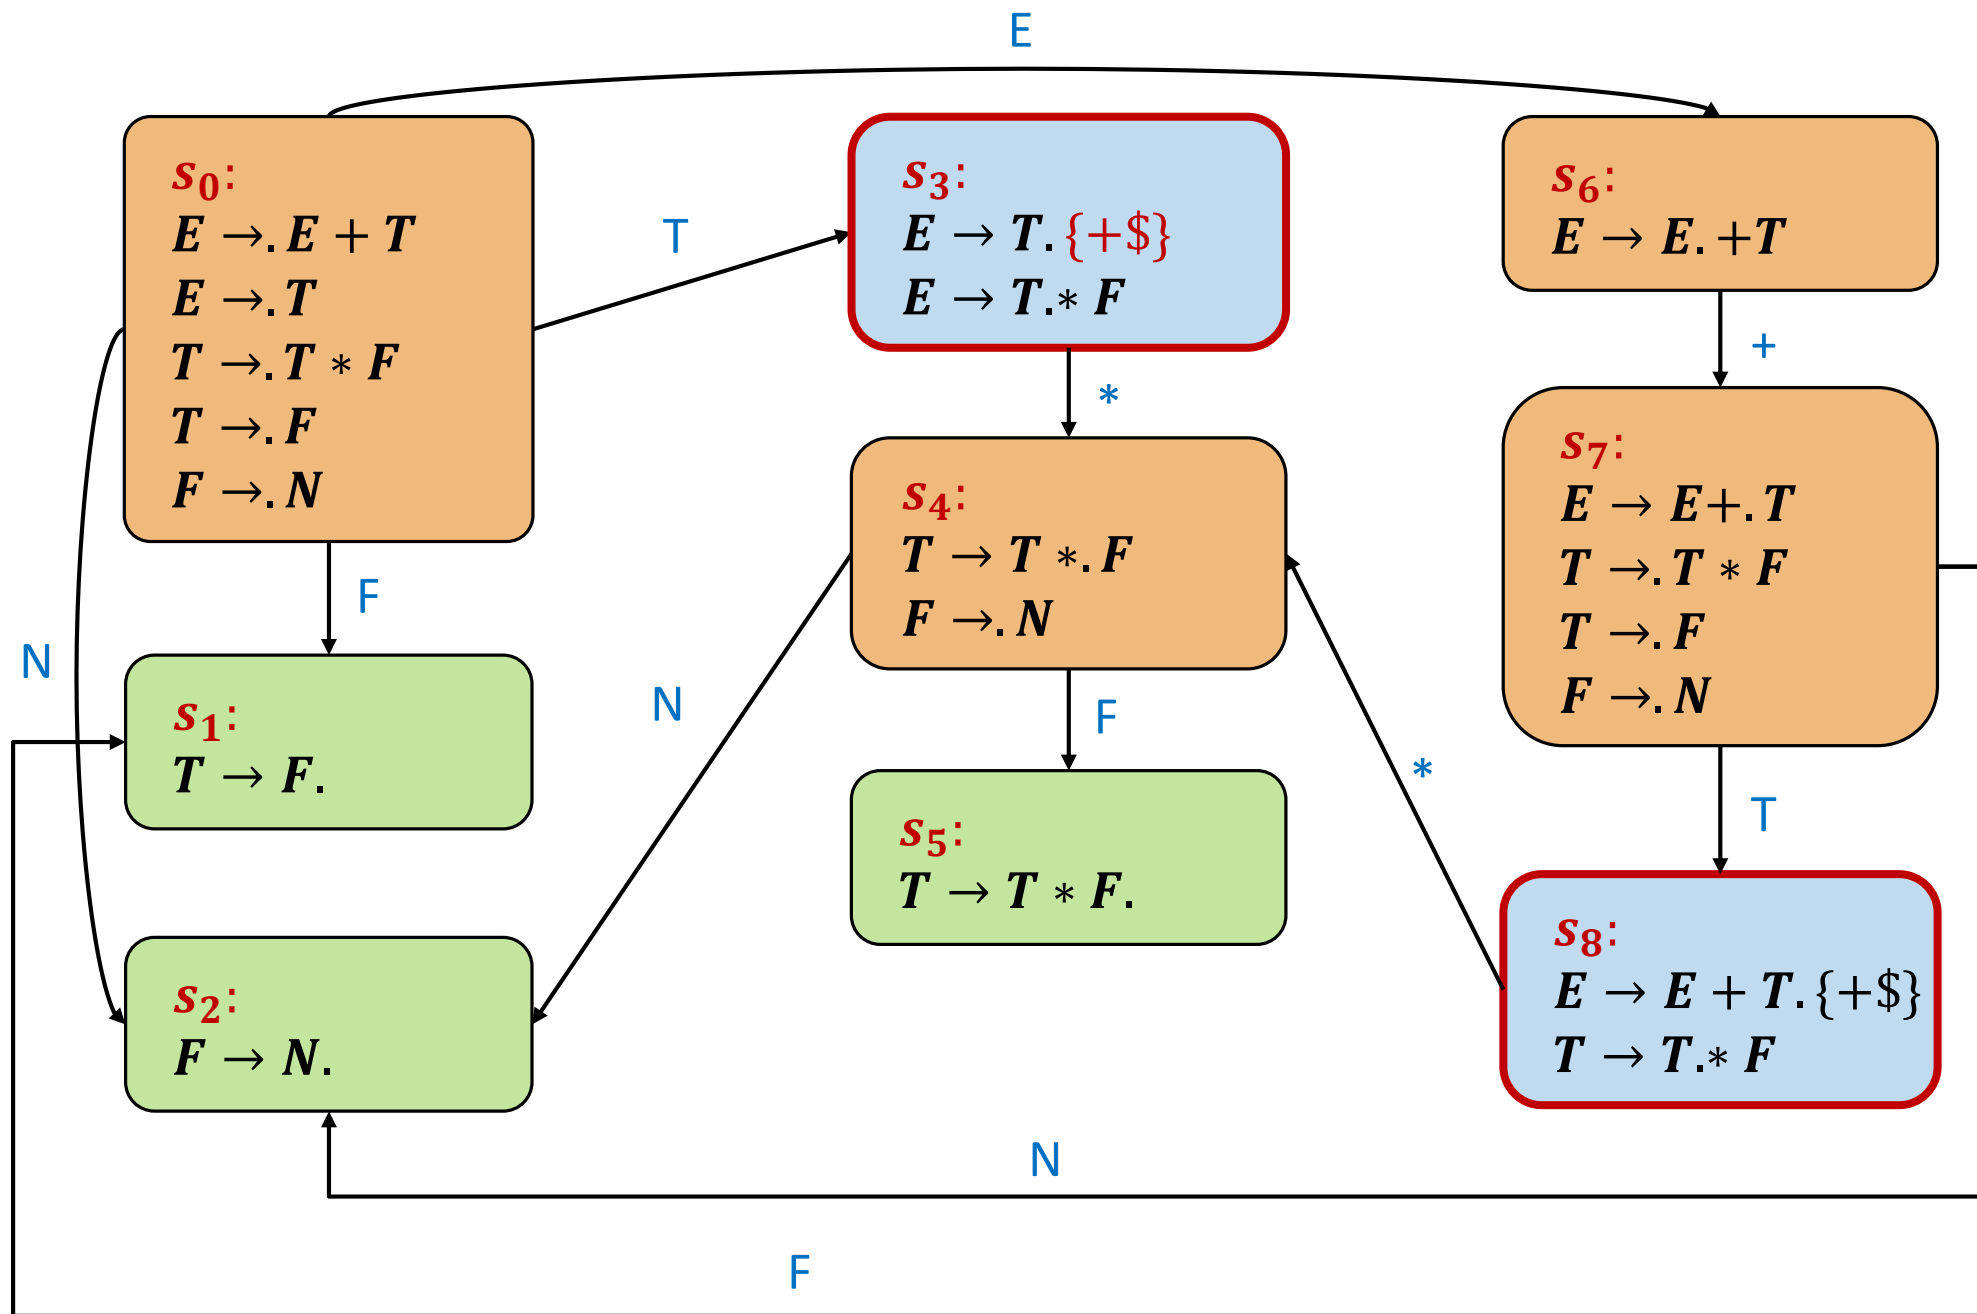 E
s₀:
E →. E + T
E →. T
T →. T ∗ F
T →. F
F →. N
T
s₃:
E → T. {+$}
E → T.∗ F
s₆:
E → E. +T
+
∗
F
N
s₁:
T → F.
s₄:
T → T ∗. F
F →. N
N
F
s₇:
E → E+. T
T →. T ∗ F
T →. F
F →. N
∗
T
s₅:
T → T ∗ F.
s₂:
F → N.
s₈:
E → E + T. {+$}
T → T.∗ F
N
F